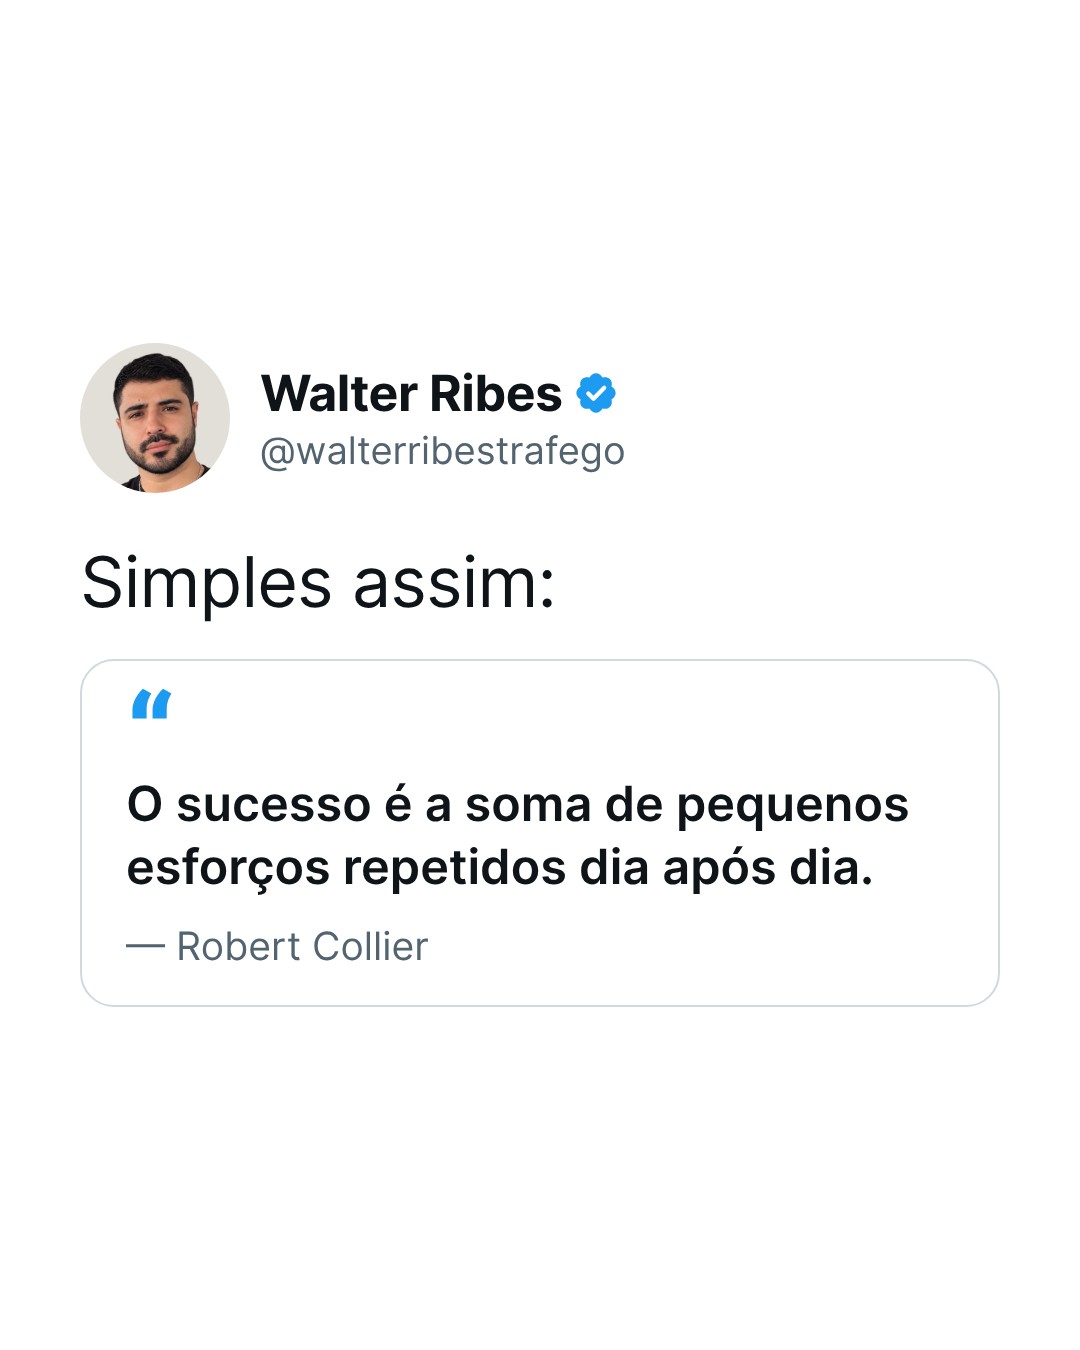 Walter Ribes
@walterribestrafego
Simples assim:
“
O sucesso é a soma de pequenos
esforços repetidos dia após dia.
— Robert Collier